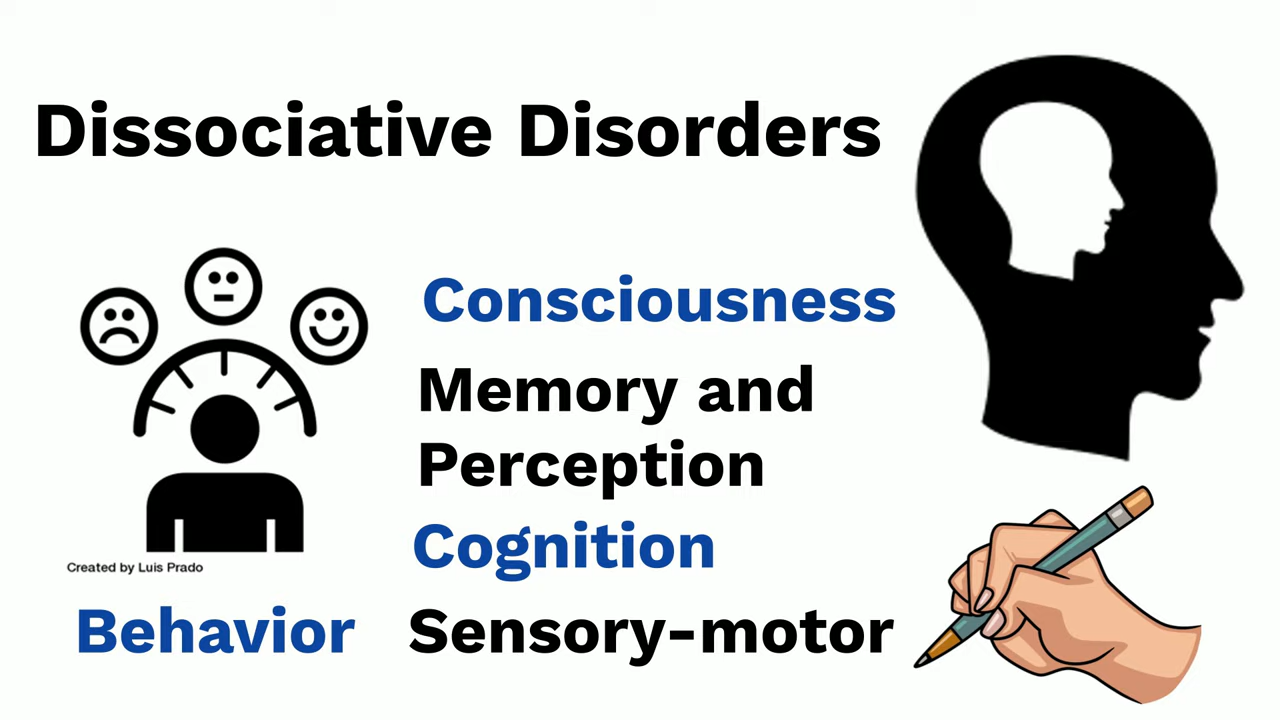 Dissociative Disorders
Consciousness
Memory and
Perception
Cognition
Created by Luis Prado
Behavior
Sensory-motor